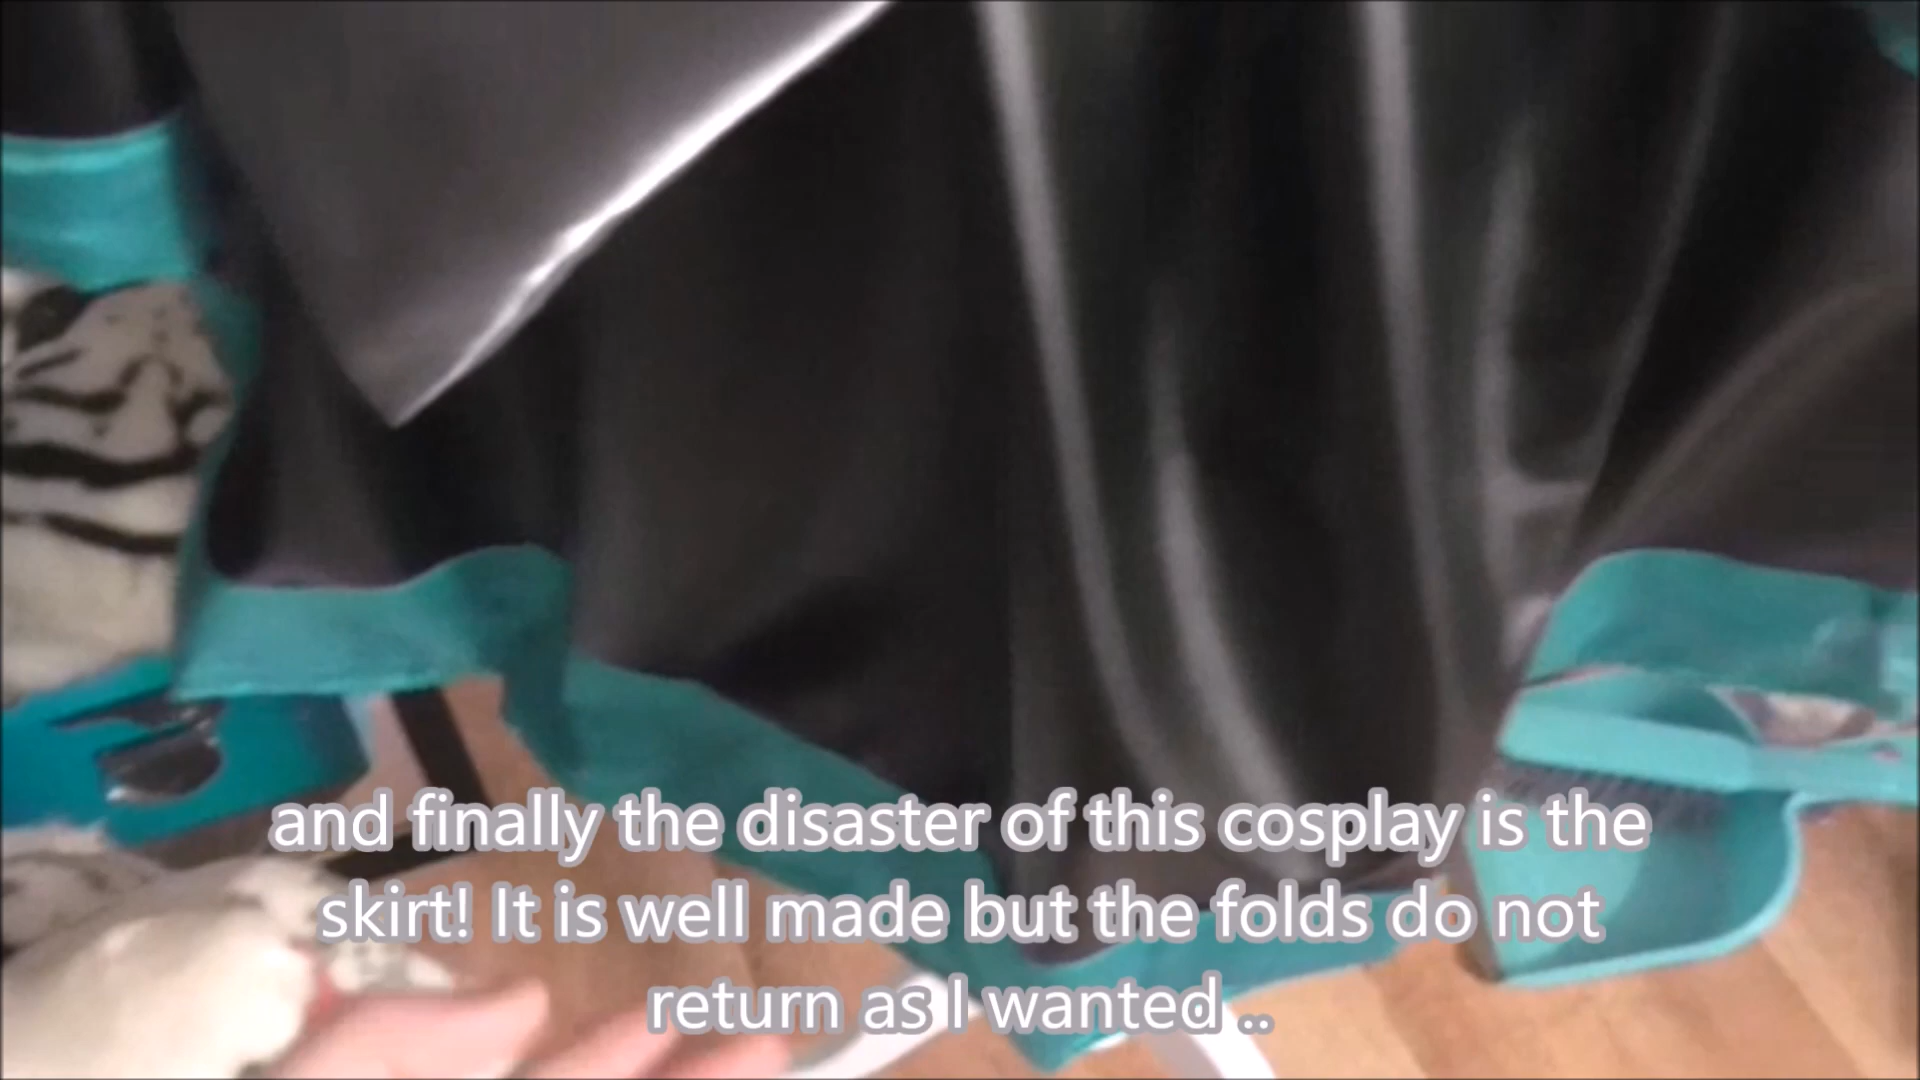 and finally the disaster of this cosplay is the
skirt! It is well made but the folds do not
return as I wanted ..